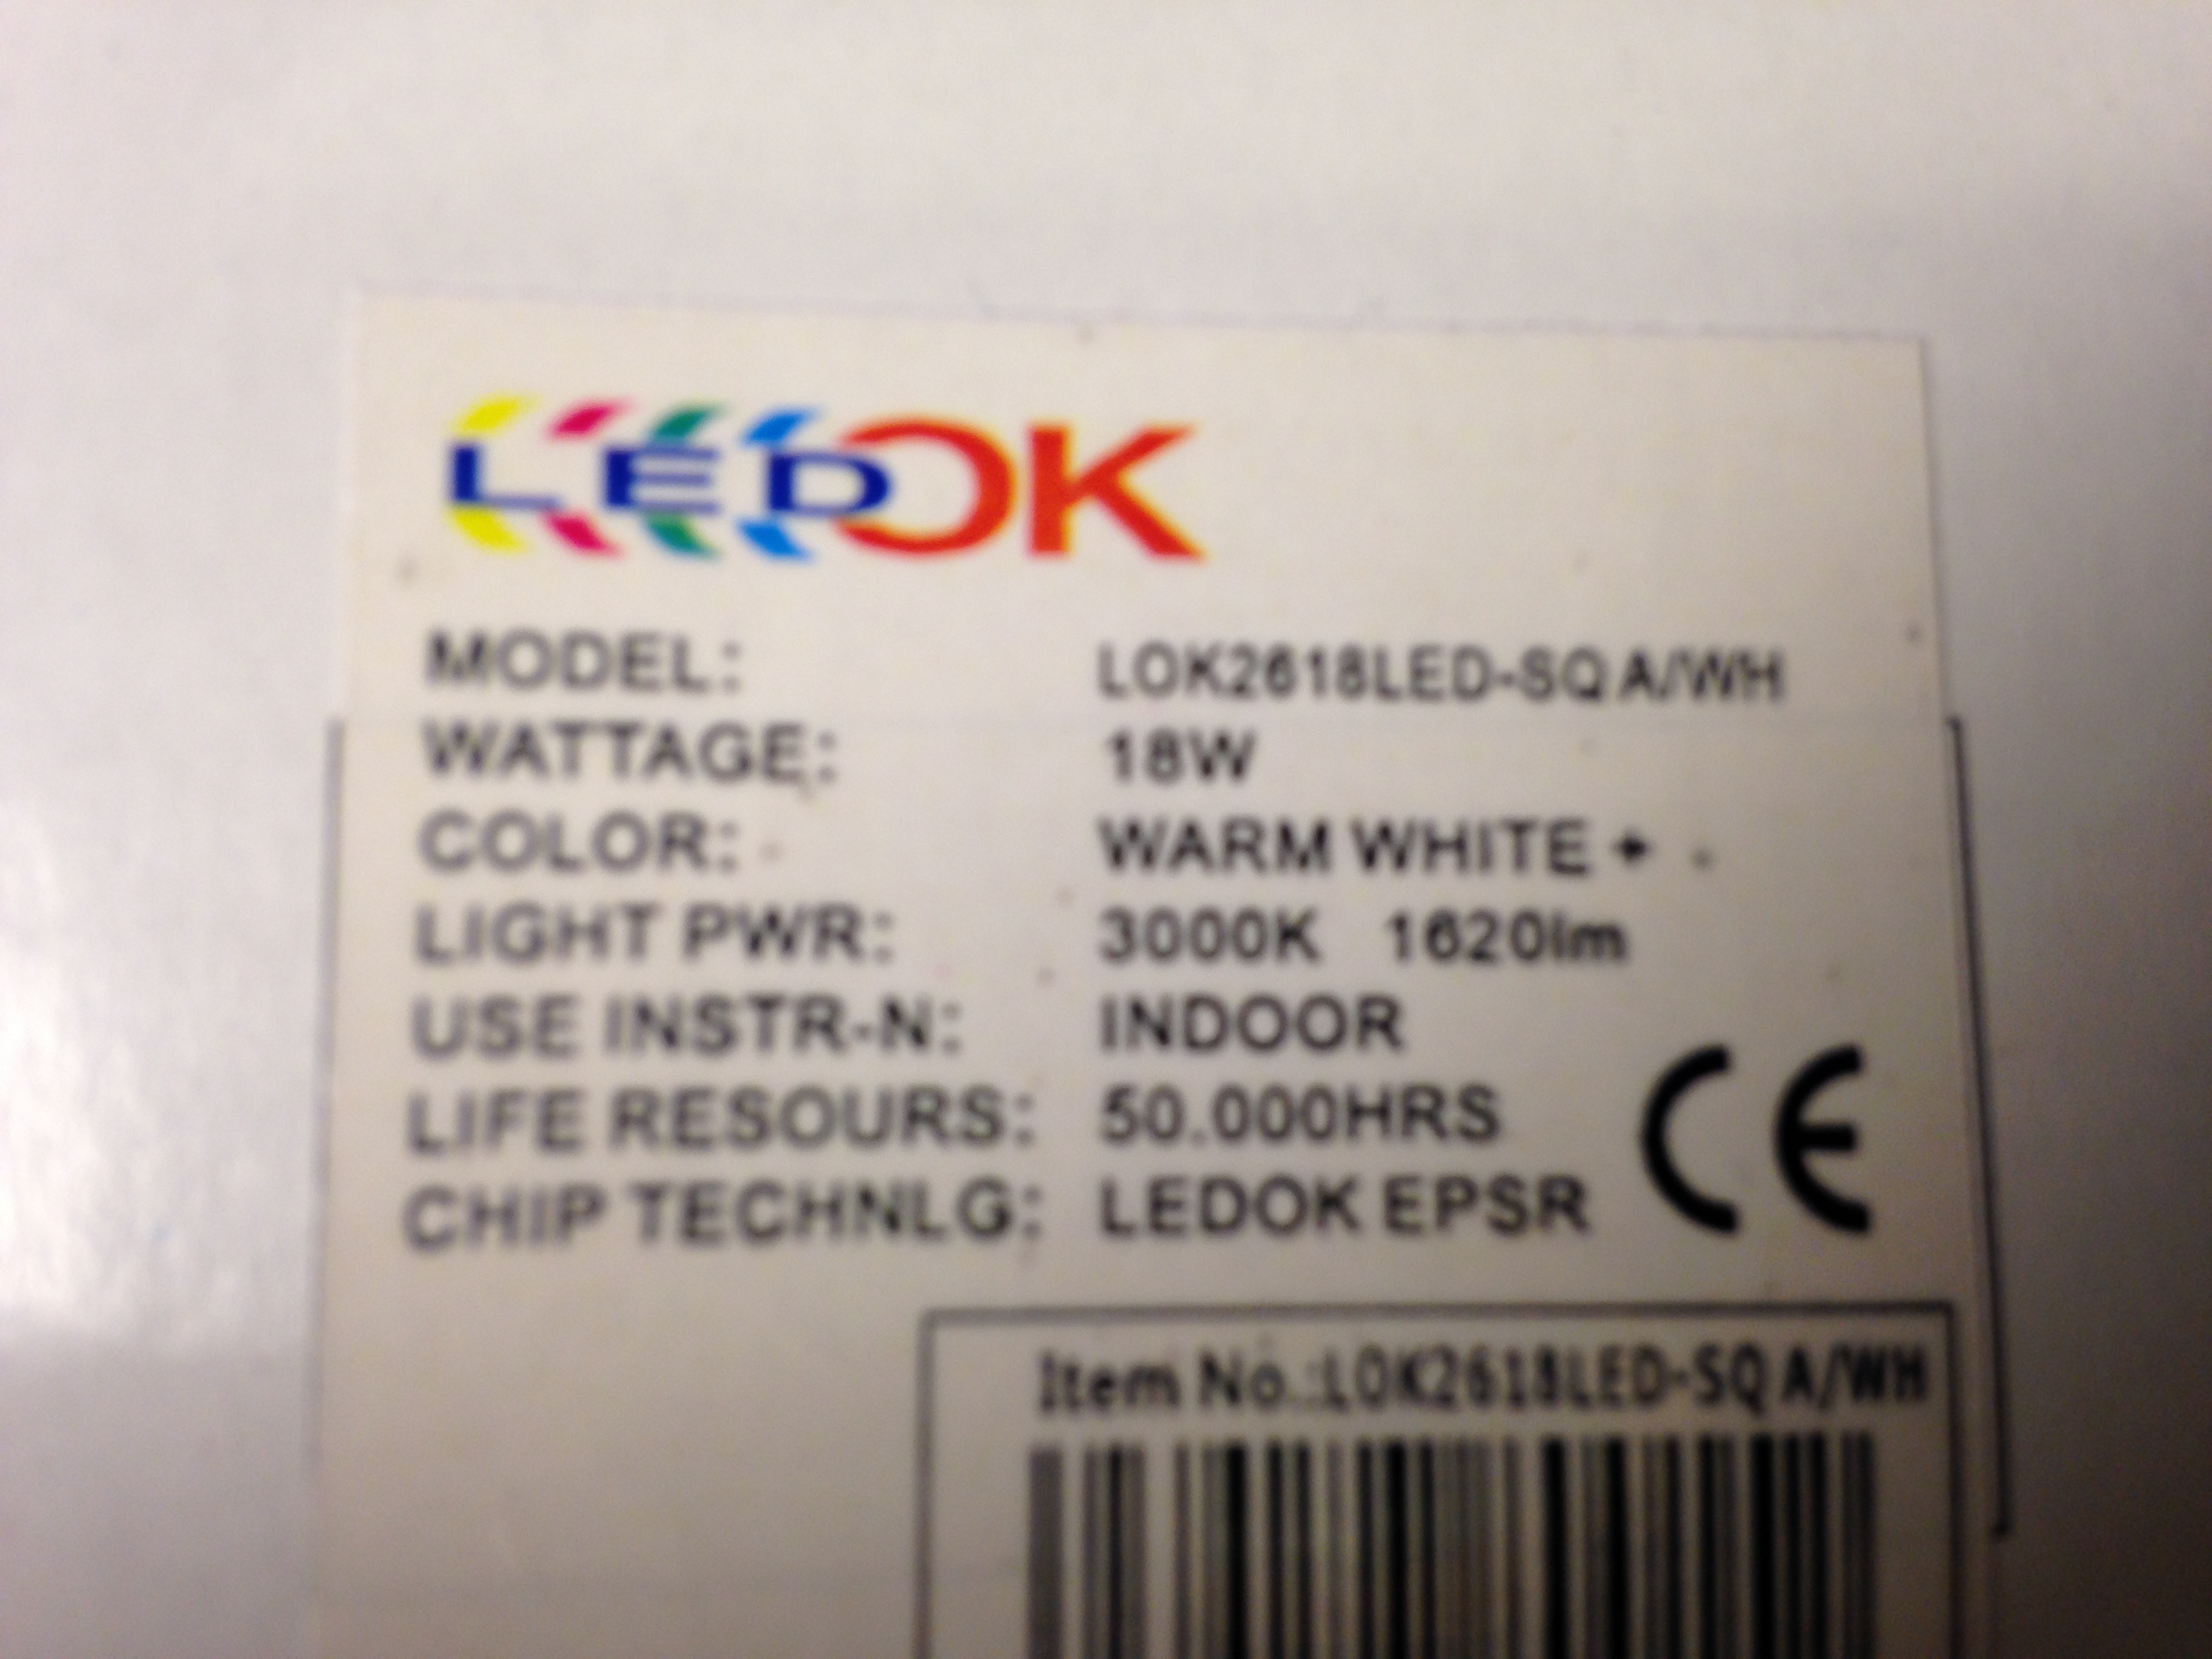 LEDOK
MODEL: LOK2618LED-SQ A/WH
WATTAGE: 18W
COLOR: WARM WHITE +
LIGHT PWR: 3000K 1620lm
USE INSTR-N: INDOOR
LIFE RESOURS: 50.000HRS
CHIP TECHNLG: LEDOK EPSR
CE
Item No.:LOK2618LED-SQ A/WH